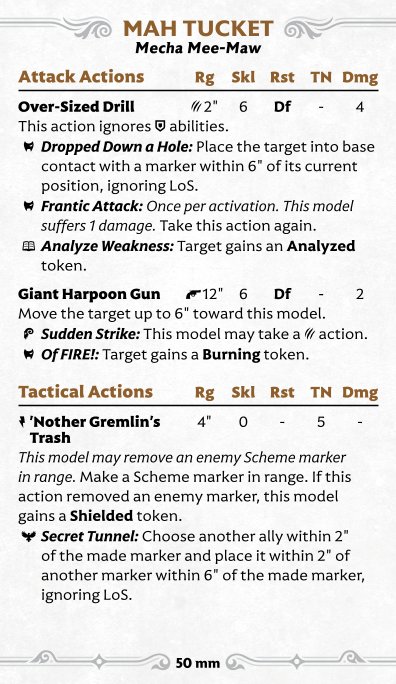 MAH TUCKET
Mecha Mee-Maw
Attack Actions Rg Skl Rst TN Dmg
Over-Sized Drill 2" 6 Df - 4
This action ignores abilities.
Dropped Down a Hole: Place the target into base
contact with a marker within 6" of its current
position, ignoring LoS.
Frantic Attack: Once per activation. This model
suffers 1 damage. Take this action again.
Analyze Weakness: Target gains an Analyzed
token.
Giant Harpoon Gun 12" 6 Df - 2
Move the target up to 6" toward this model.
Sudden Strike: This model may take a action.
Of FIRE!: Target gains a Burning token.
Tactical Actions Rg Skl Rst TN Dmg
'Nother Gremlin's 4" 0 - 5 -
Trash
This model may remove an enemy Scheme marker
in range. Make a Scheme marker in range. If this
action removed an enemy marker, this model
gains a Shielded token.
Secret Tunnel: Choose another ally within 2"
of the made marker and place it within 2" of
another marker within 6" of the made marker,
ignoring LoS.
50 mm